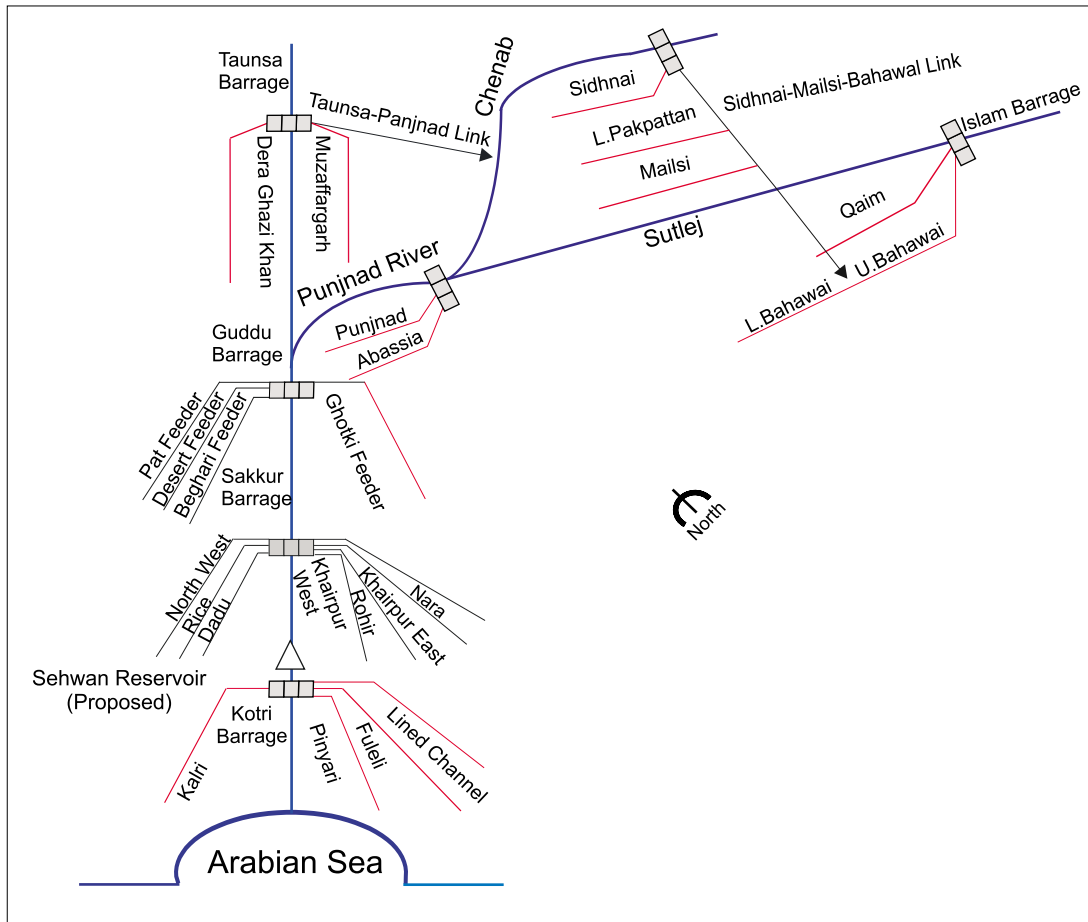 Taunsa
Barrage
Taunsa-Panjnad Link
Chenab
Sidhnai
L.Pakpattan
Mailsi
Sidhnai-Mailsi-Bahawal Link
Islam Barrage
Dera Ghazi Khan
Muzaffargarh
Qaim
Sutlej
U.Bahawai
L.Bahawai
Punjnad River
Punjnad
Abassia
Guddu
Barrage
Pat Feeder
Desert Feeder
Beghari Feeder
Ghotki Feeder
Sakkur
Barrage
North
North West
Rice
Dadu
Khairpur
West
Rohir
Khairpur East
Nara
Sehwan Reservoir
(Proposed)
Kotri
Barrage
Kalri
Pinyari
Fuleli
Lined Channel
Arabian Sea